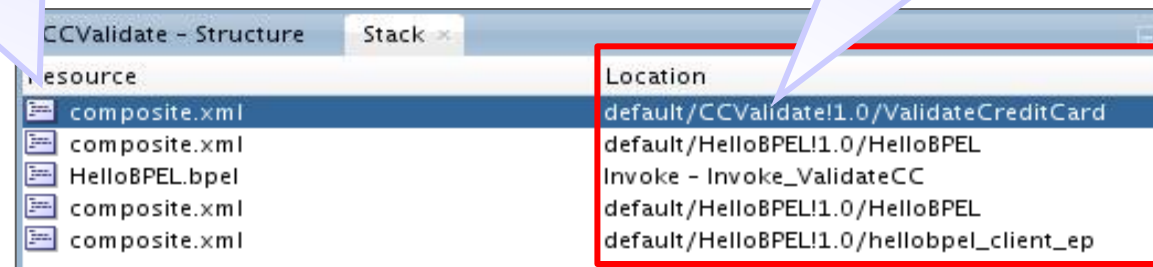 CCValidate - Structure Stack
Resource Location
composite.xml default/CCValidate!1.0/ValidateCreditCard
composite.xml default/HelloBPEL!1.0/HelloBPEL
HelloBPEL.bpel Invoke - Invoke_ValidateCC
composite.xml default/HelloBPEL!1.0/HelloBPEL
composite.xml default/HelloBPEL!1.0/hellobpel_client_ep